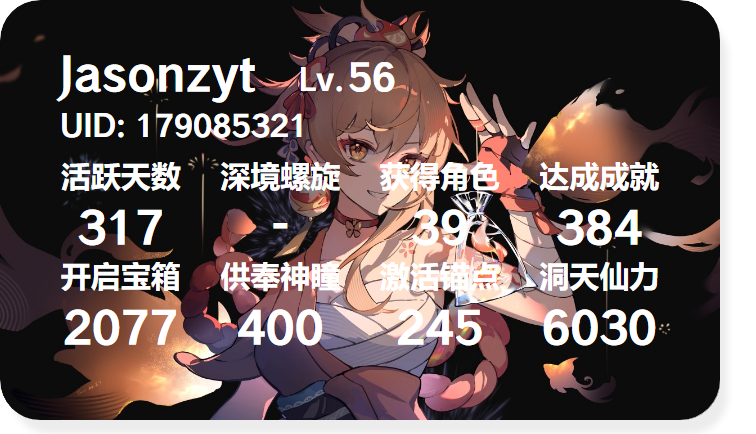 Jasonzyt Lv.56
UID: 179085321
活跃天数 深境螺旋 获得角色 达成成就
317 - 39 384
开启宝箱 供奉神瞳 激活锚点 洞天仙力
2077 400 245 6030